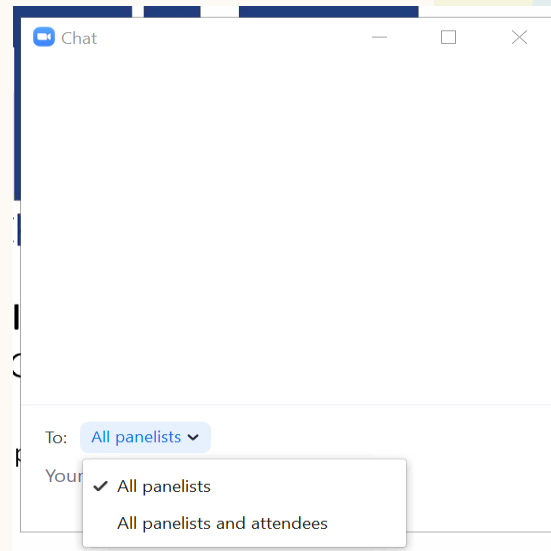 Chat
To: All panelists
Your
All panelists
All panelists and attendees